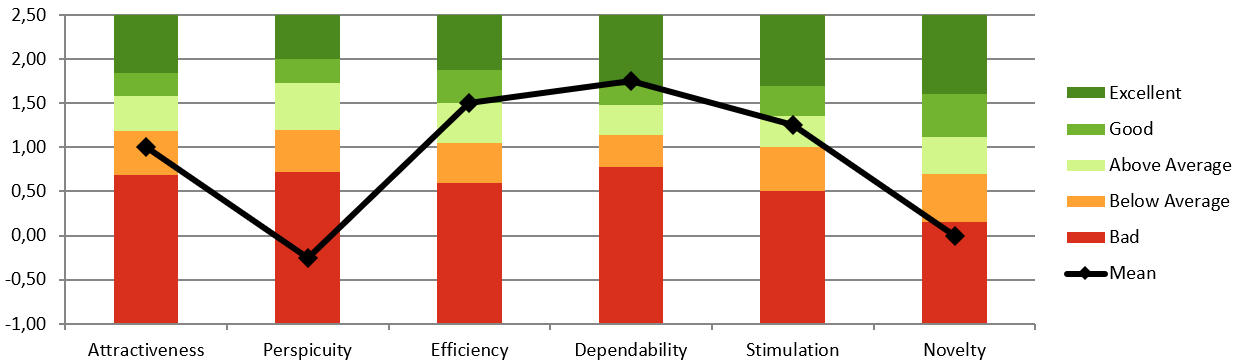 2,50
2,00
1,50
1,00
0,50
0,00
-0,50
-1,00
Attractiveness Perspicuity Efficiency Dependability Stimulation Novelty
Excellent
Good
Above Average
Below Average
Bad
Mean